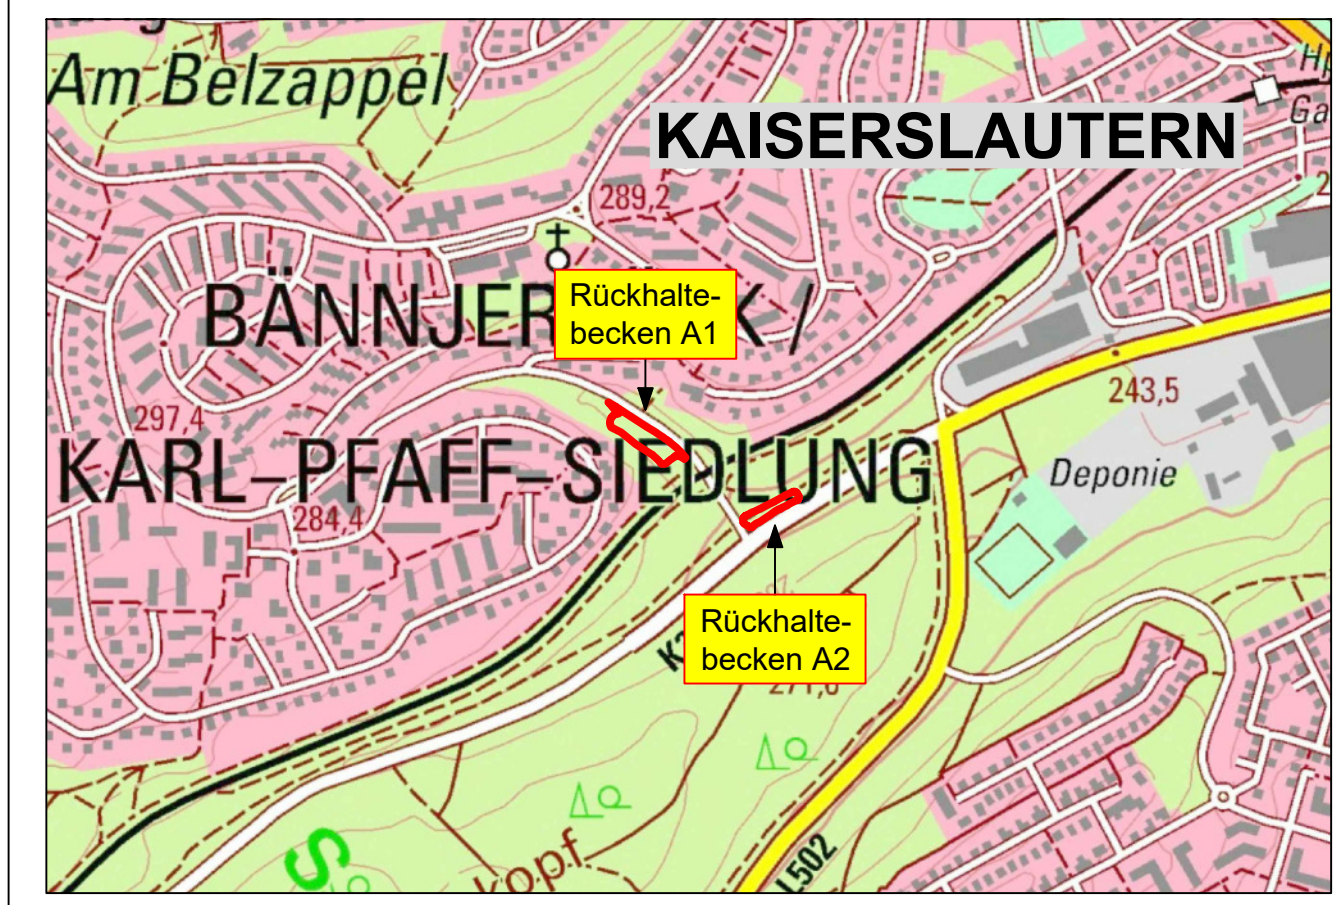 Am Belzappel
KAISERSLAUTERN
289,2
Rückhalte-
becken A1
BÄNNJER
K /
297,4
243,5
KARL-PFAFF-SIEDLUNG
Deponie
284,4
Rückhalte-
becken A2
L502